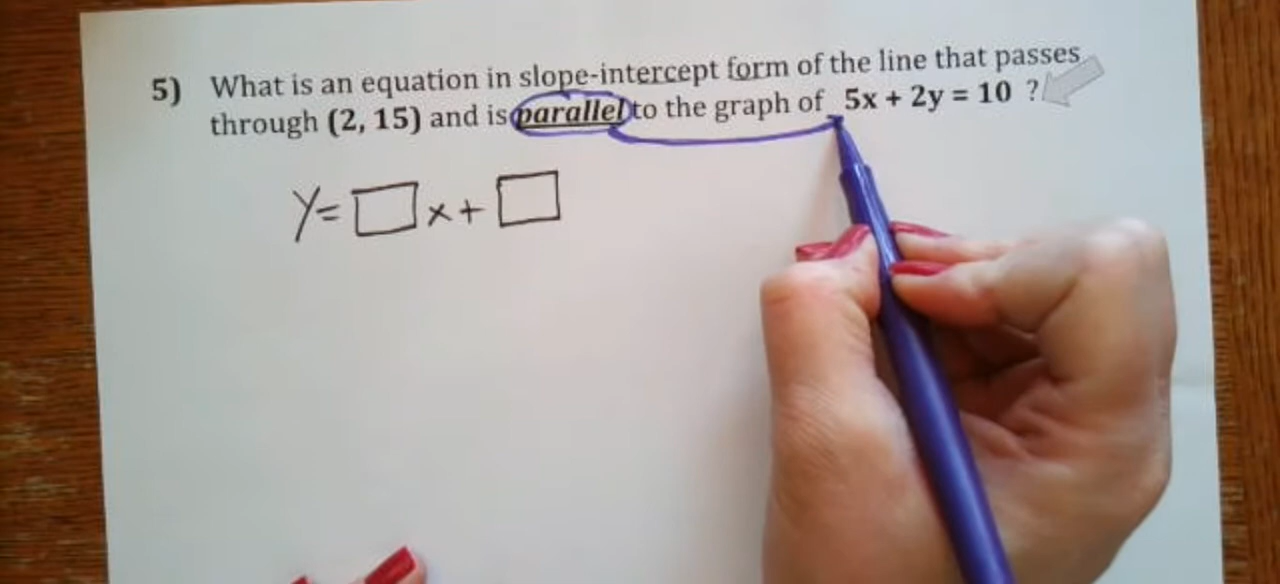 5) What is an equation in slope-intercept form of the line that passes
through (2, 15) and is parallel to the graph of 5x + 2y = 10 ?
y=□x+□